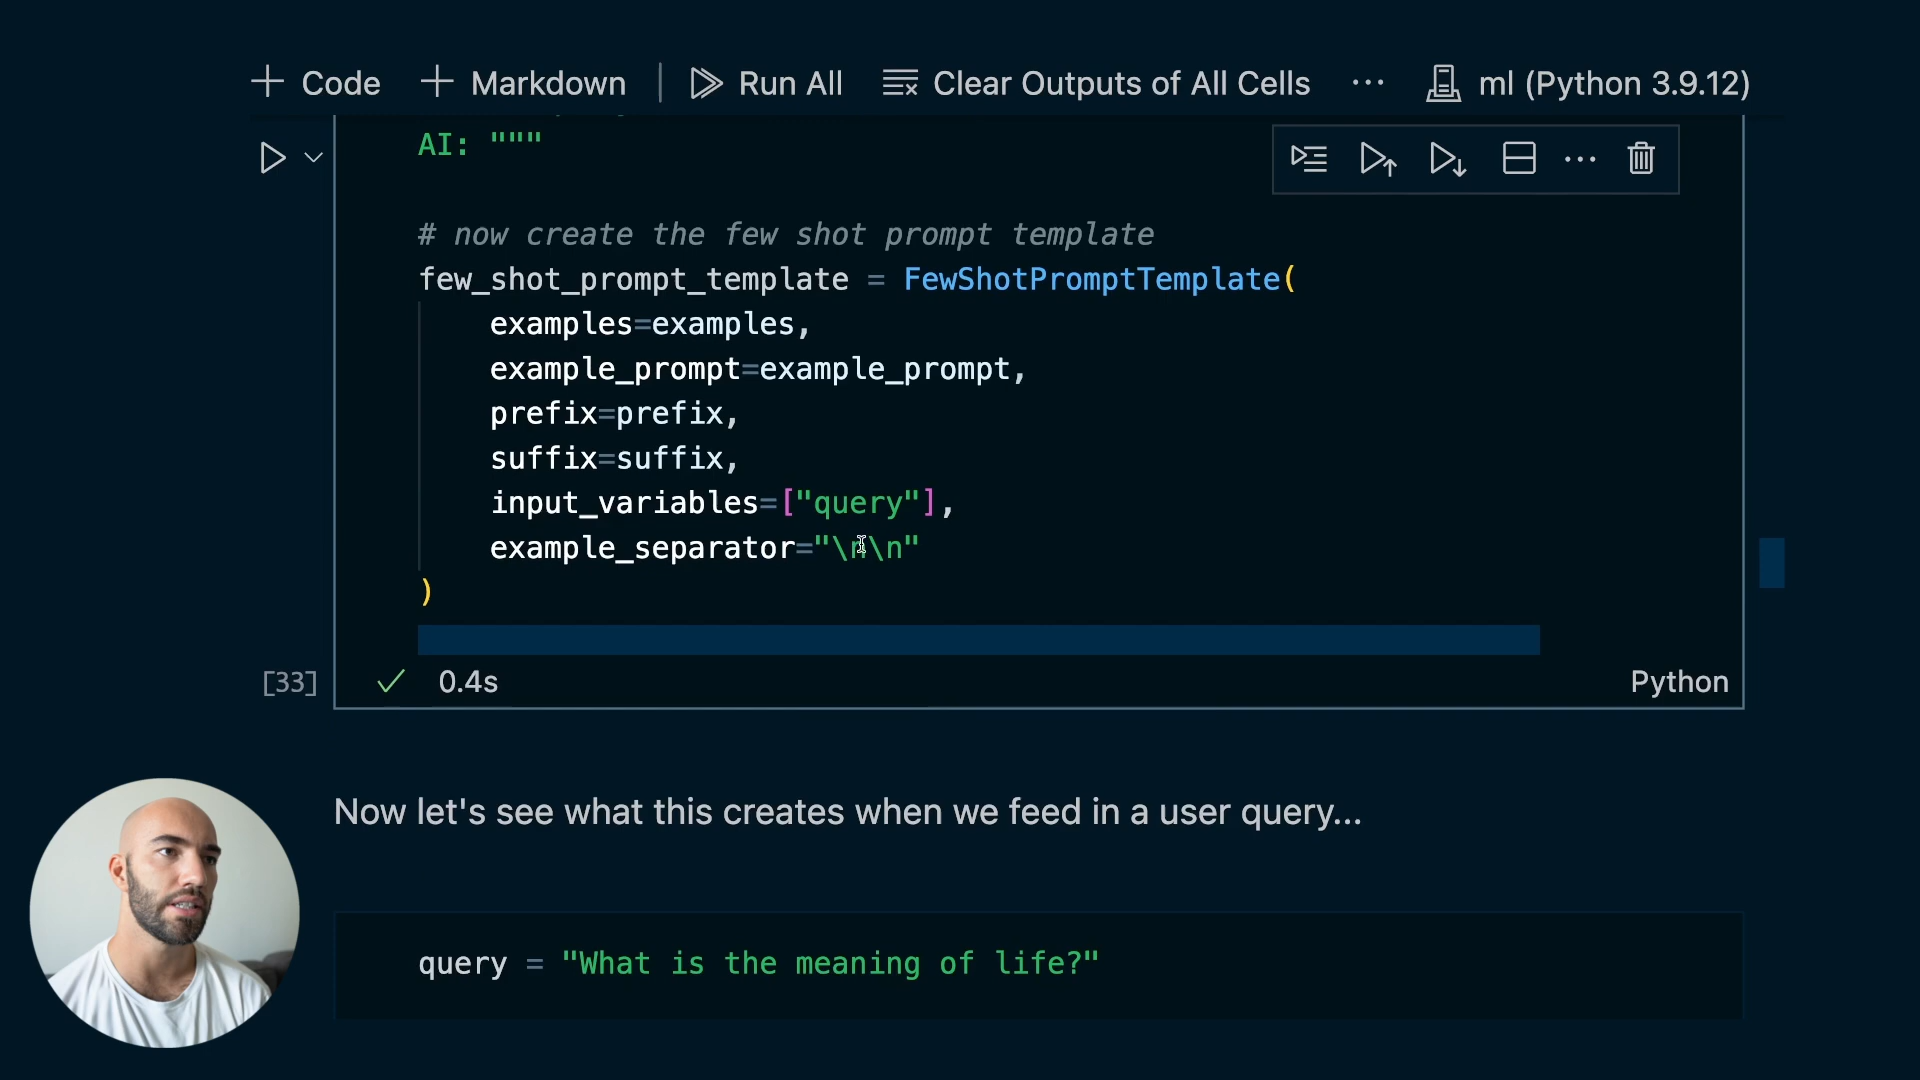 Code Markdown Run All Clear Outputs of All Cells ... ml (Python 3.9.12)
AI: """
# now create the few shot prompt template
few_shot_prompt_template = FewShotPromptTemplate(
    examples=examples,
    example_prompt=example_prompt,
    prefix=prefix,
    suffix=suffix,
    input_variables=["query"],
    example_separator="\n\n"
)
[33] 0.4s Python
Now let's see what this creates when we feed in a user query...
query = "What is the meaning of life?"